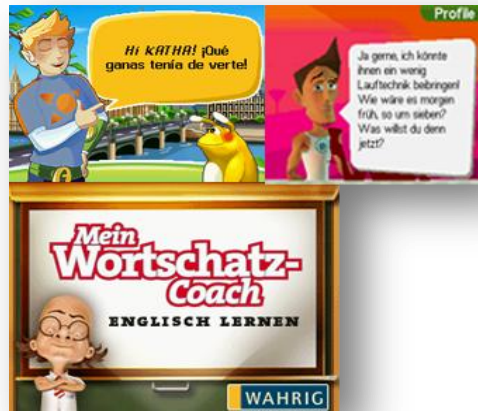 Hi KATHA! ¡Qué
ganas tenía de verte!
Profile
Ja gerne, ich könnte
ihnen ein wenig
Lauftechnik beibringen!
Wie wäre es morgen
früh, so um sieben?
Was willst du denn
jetzt?
Mein
Wortschatz-
Coach
ENGLISCH LERNEN
WAHRIG